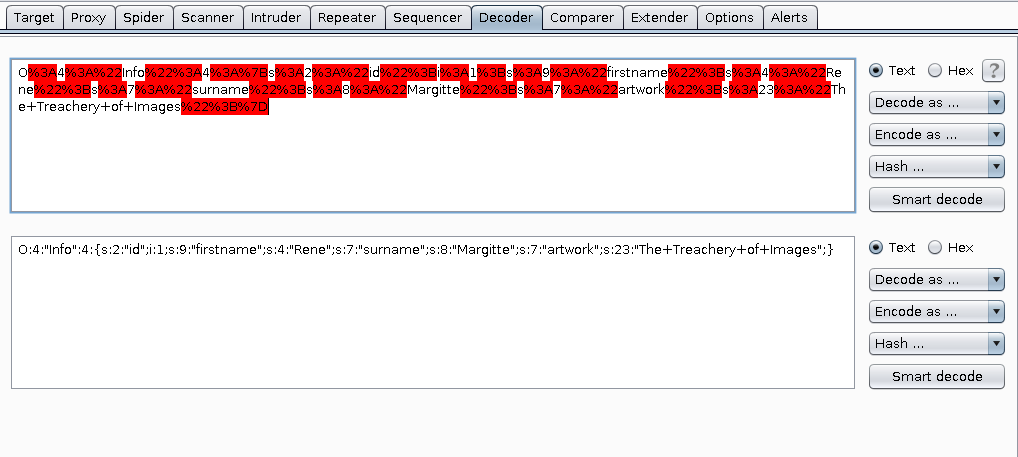 Target Proxy Spider Scanner Intruder Repeater Sequencer Decoder Comparer Extender Options Alerts
O%3A4%3A%22Info%22%3A4%3A%7Bs%3A2%3A%22id%22%3Bi%3A1%3Bs%3A9%3A%22firstname%22%3Bs%3A4%3A%22Re
ne%22%3Bs%3A7%3A%22surname%22%3Bs%3A8%3A%22Margitte%22%3Bs%3A7%3A%22artwork%22%3Bs%3A23%3A%22Th
e+Treachery+of+Images%22%3B%7D
Text Hex ?
Decode as ...
Encode as ...
Hash ...
Smart decode
O:4:"Info":4:{s:2:"id";i:1;s:9:"firstname";s:4:"Rene";s:7:"surname";s:8:"Margitte";s:7:"artwork";s:23:"The+Treachery+of+Images";}
Text Hex
Decode as ...
Encode as ...
Hash ...
Smart decode